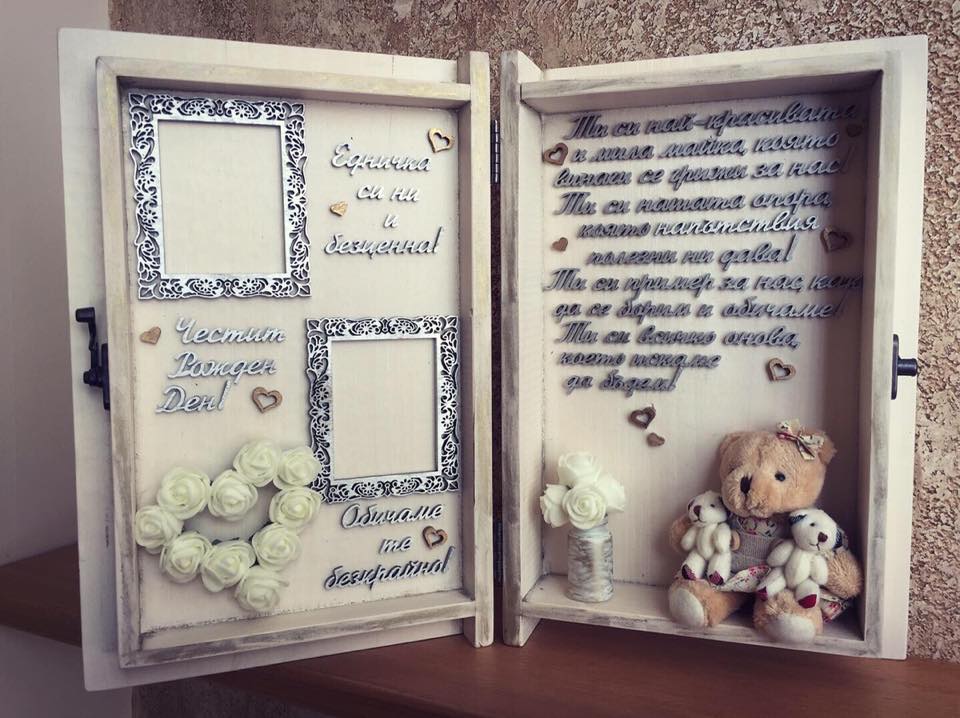 Единичка
си ни
и
безценна!
Честит
Рожден
Ден!
Обичаме
те
безкрайно!
Ти си най-красивата
и мила майка, която
винаги се грижи за нас!
Ти си нашата опора,
която напътствия
полезни ни дава!
Ти си пример за нас, как
да се борим и обичаме!
Ти си всичко онова,
което искаме
да бъдем!